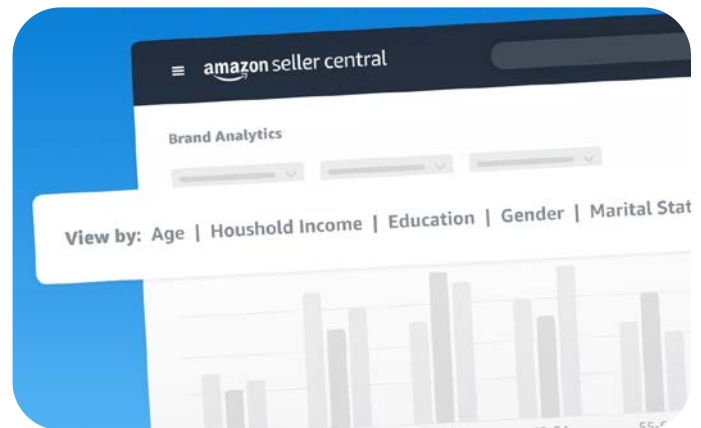 amazon seller central
Brand Analytics
View by: Age | Houshold Income | Education | Gender | Marital Stat